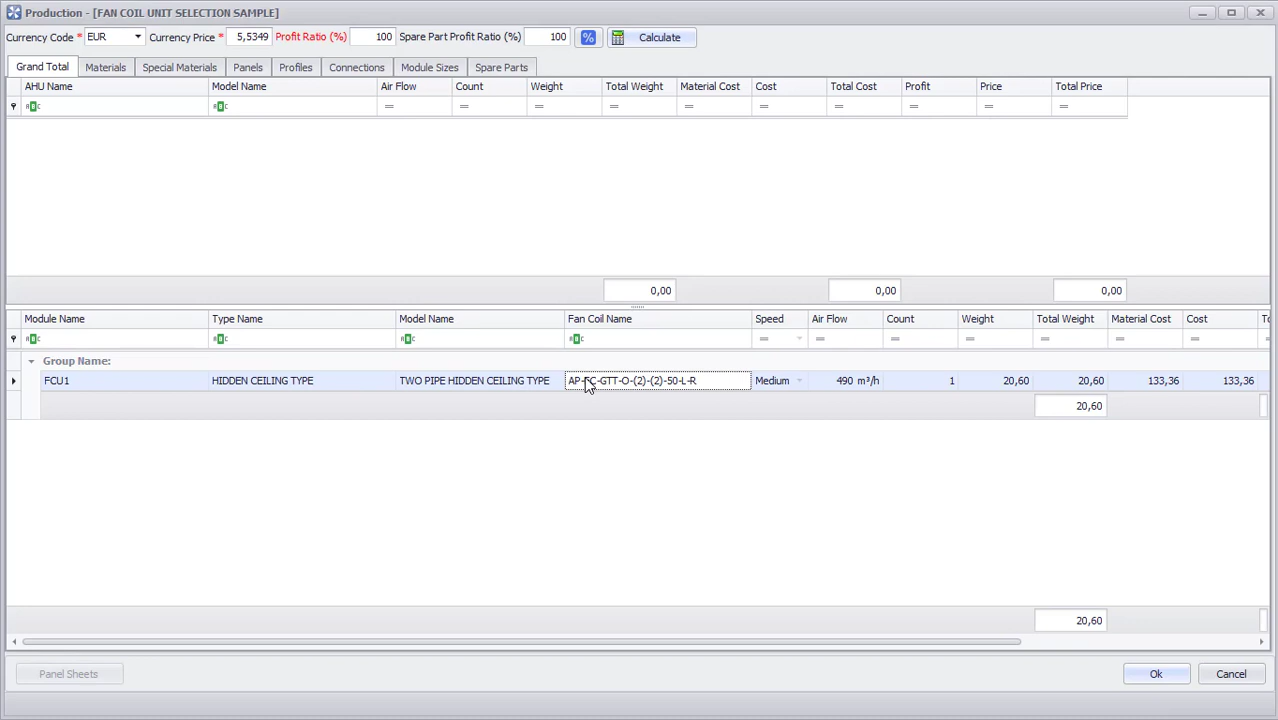 Production - [FAN COIL UNIT SELECTION SAMPLE]
Currency Code * EUR Currency Price * 5,5349 Profit Ratio (%) 100 Spare Part Profit Ratio (%) 100 % Calculate
Grand Total Materials Special Materials Panels Profiles Connections Module Sizes Spare Parts
AHU Name Model Name Air Flow Count Weight Total Weight Material Cost Cost Total Cost Profit Price Total Price
ABC ABC = = = = = = = = = =
0,00 0,00 0,00
Module Name Type Name Model Name Fan Coil Name Speed Air Flow Count Weight Total Weight Material Cost Cost
ABC ABC ABC ABC = = = = = = =
Group Name:
FCU1 HIDDEN CEILING TYPE TWO PIPE HIDDEN CEILING TYPE AP-FC-GTT-O-(2)-(2)-50-L-R Medium 490 m³/h 1 20,60 20,60 133,36 133,36
20,60
20,60
Panel Sheets Ok Cancel